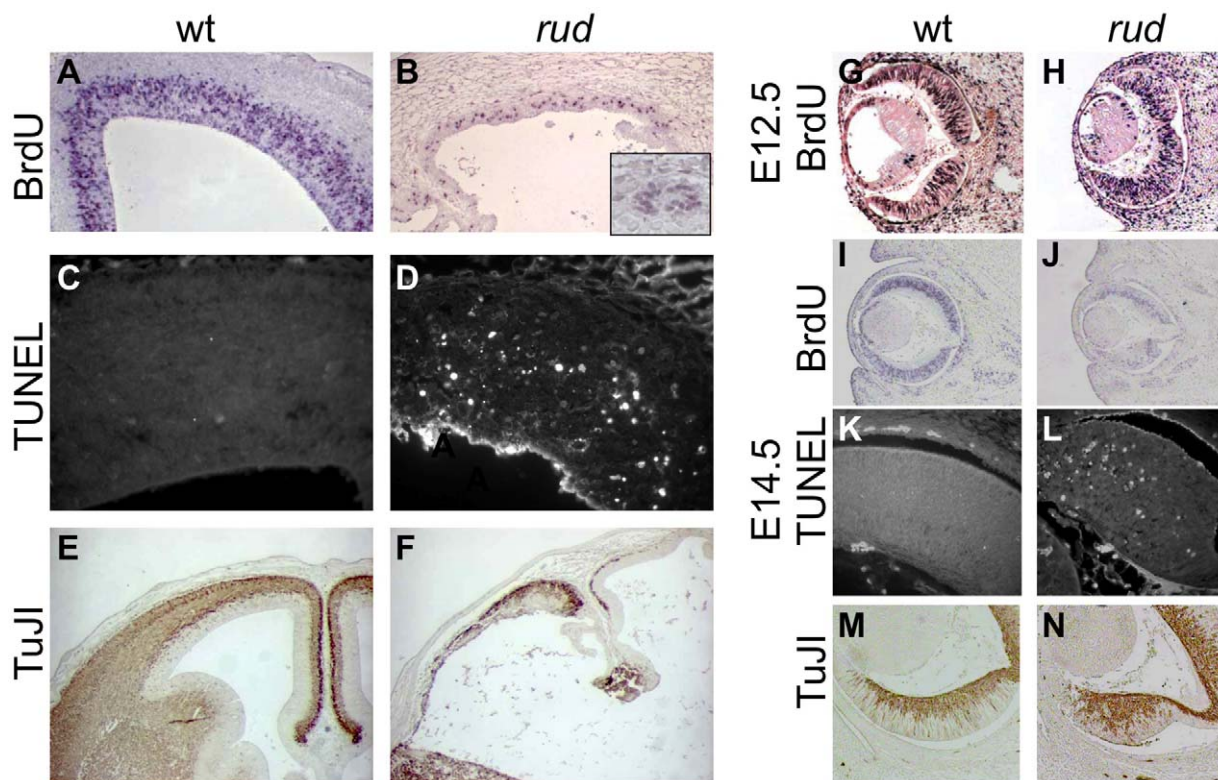 wt rud wt rud
A B G H
BrdU
E12.5
BrdU
C D I J
TUNEL
BrdU
A
A
K L
E14.5
TUNEL
E F M N
TuJI
TuJI